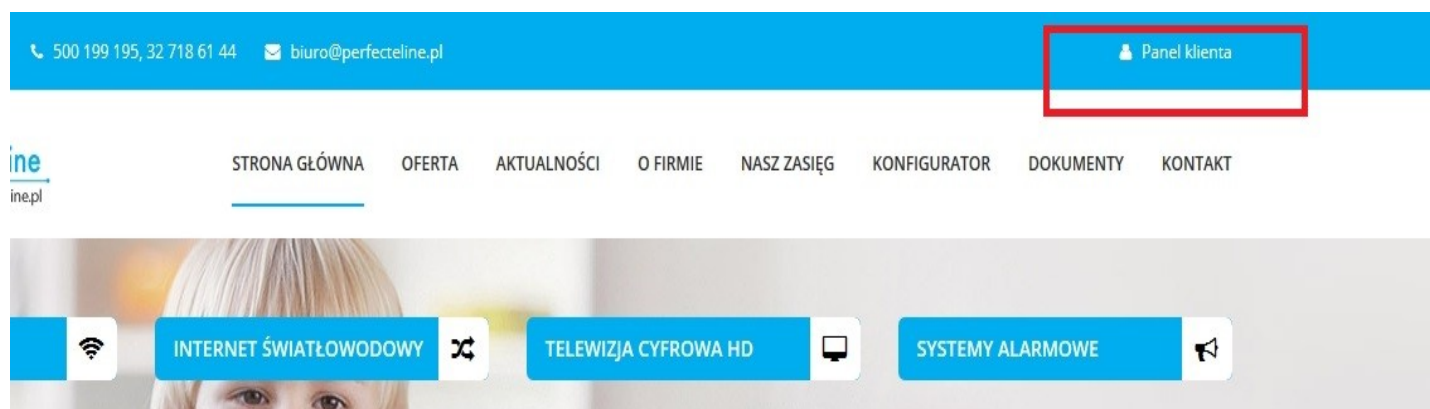 500 199 195, 32 718 61 44 biuro@perfecteline.pl Panel klienta
ine STRONA GŁÓWNA OFERTA AKTUALNOŚCI O FIRMIE NASZ ZASIĘG KONFIGURATOR DOKUMENTY KONTAKT
ine.pl
INTERNET ŚWIATŁOWODOWY TELEWIZJA CYFROWA HD SYSTEMY ALARMOWE